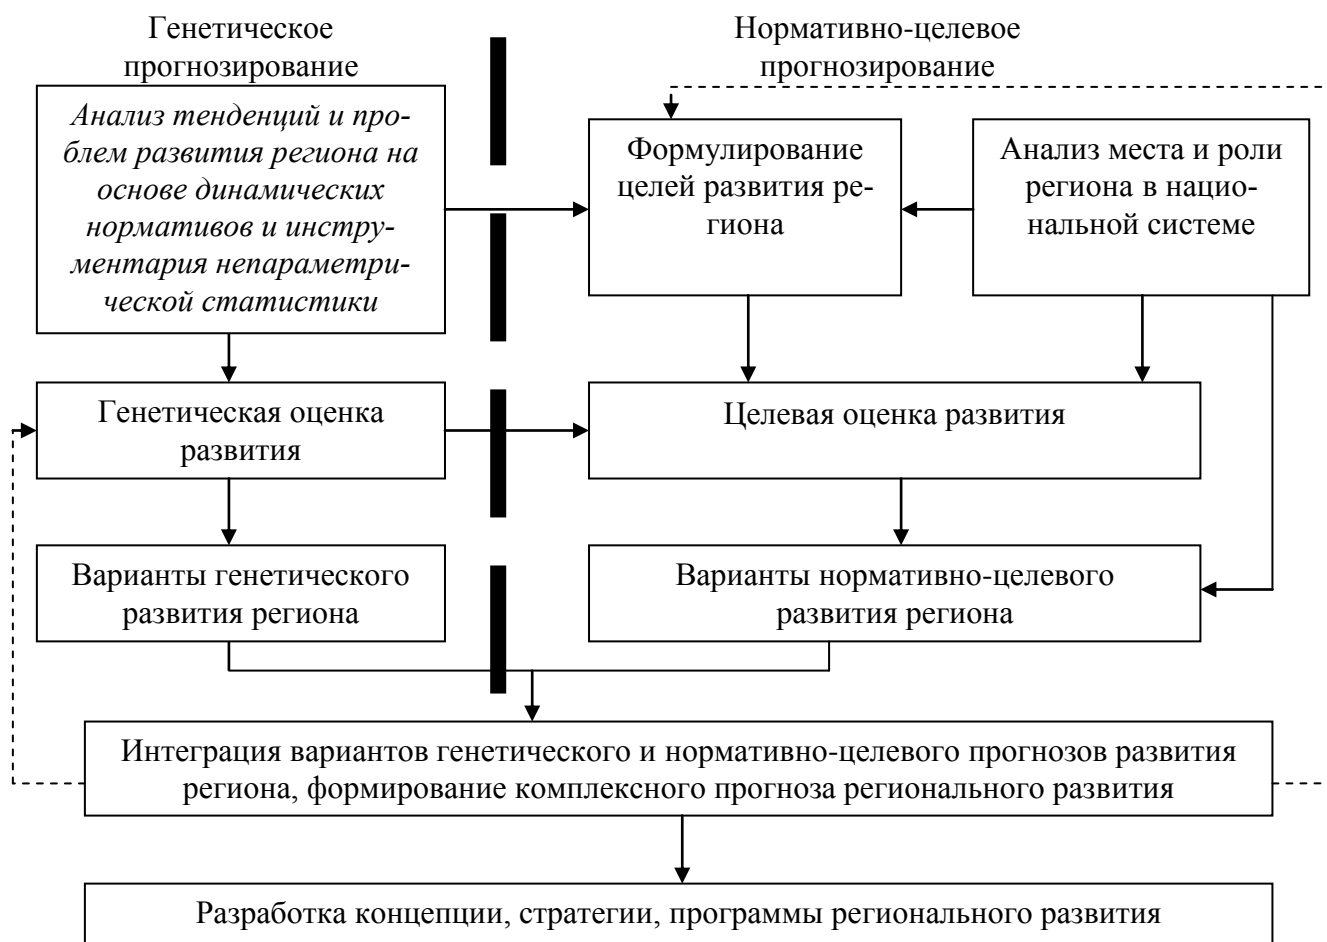 Генетическое
прогнозирование
Нормативно-целевое
прогнозирование
Анализ тенденций и про-
блем развития региона на
основе динамических
нормативов и инстру-
ментария непараметри-
ческой статистики
Формулирование
целей развития ре-
гиона
Анализ места и роли
региона в нацио-
нальной системе
Генетическая оценка
развития
Целевая оценка развития
Варианты генетического
развития региона
Варианты нормативно-целевого
развития региона
Интеграция вариантов генетического и нормативно-целевого прогнозов развития
региона, формирование комплексного прогноза регионального развития
Разработка концепции, стратегии, программы регионального развития